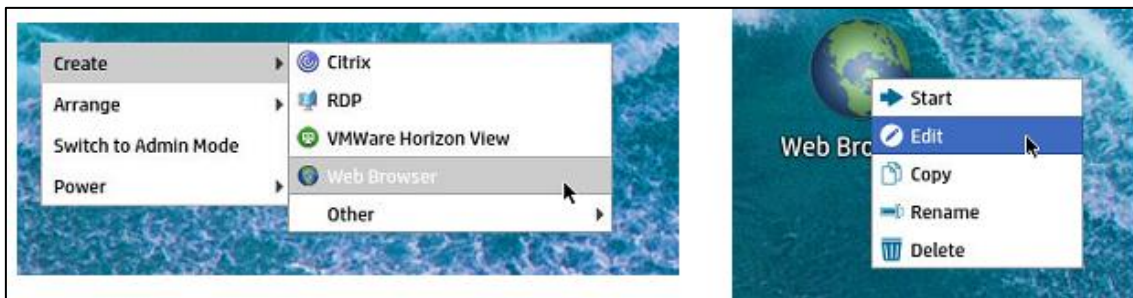 Create
Arrange
Switch to Admin Mode
Power
Citrix
RDP
VMWare Horizon View
Web Browser
Other
Web Bro
Start
Edit
Copy
Rename
Delete